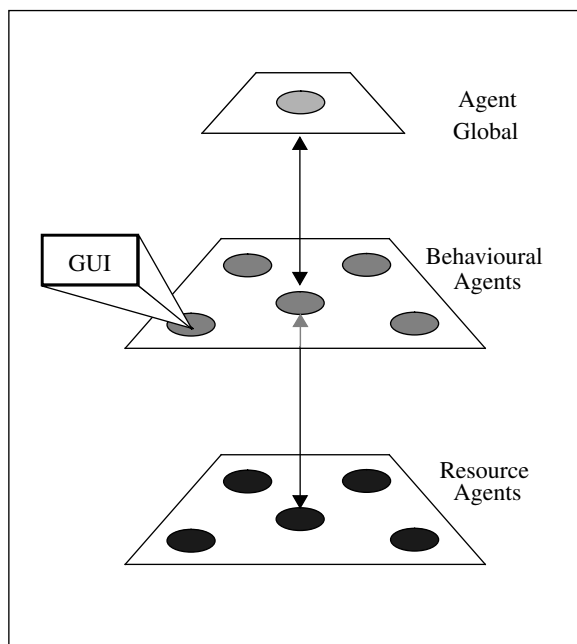 Agent
Global
GUI
Behavioural
Agents
Resource
Agents